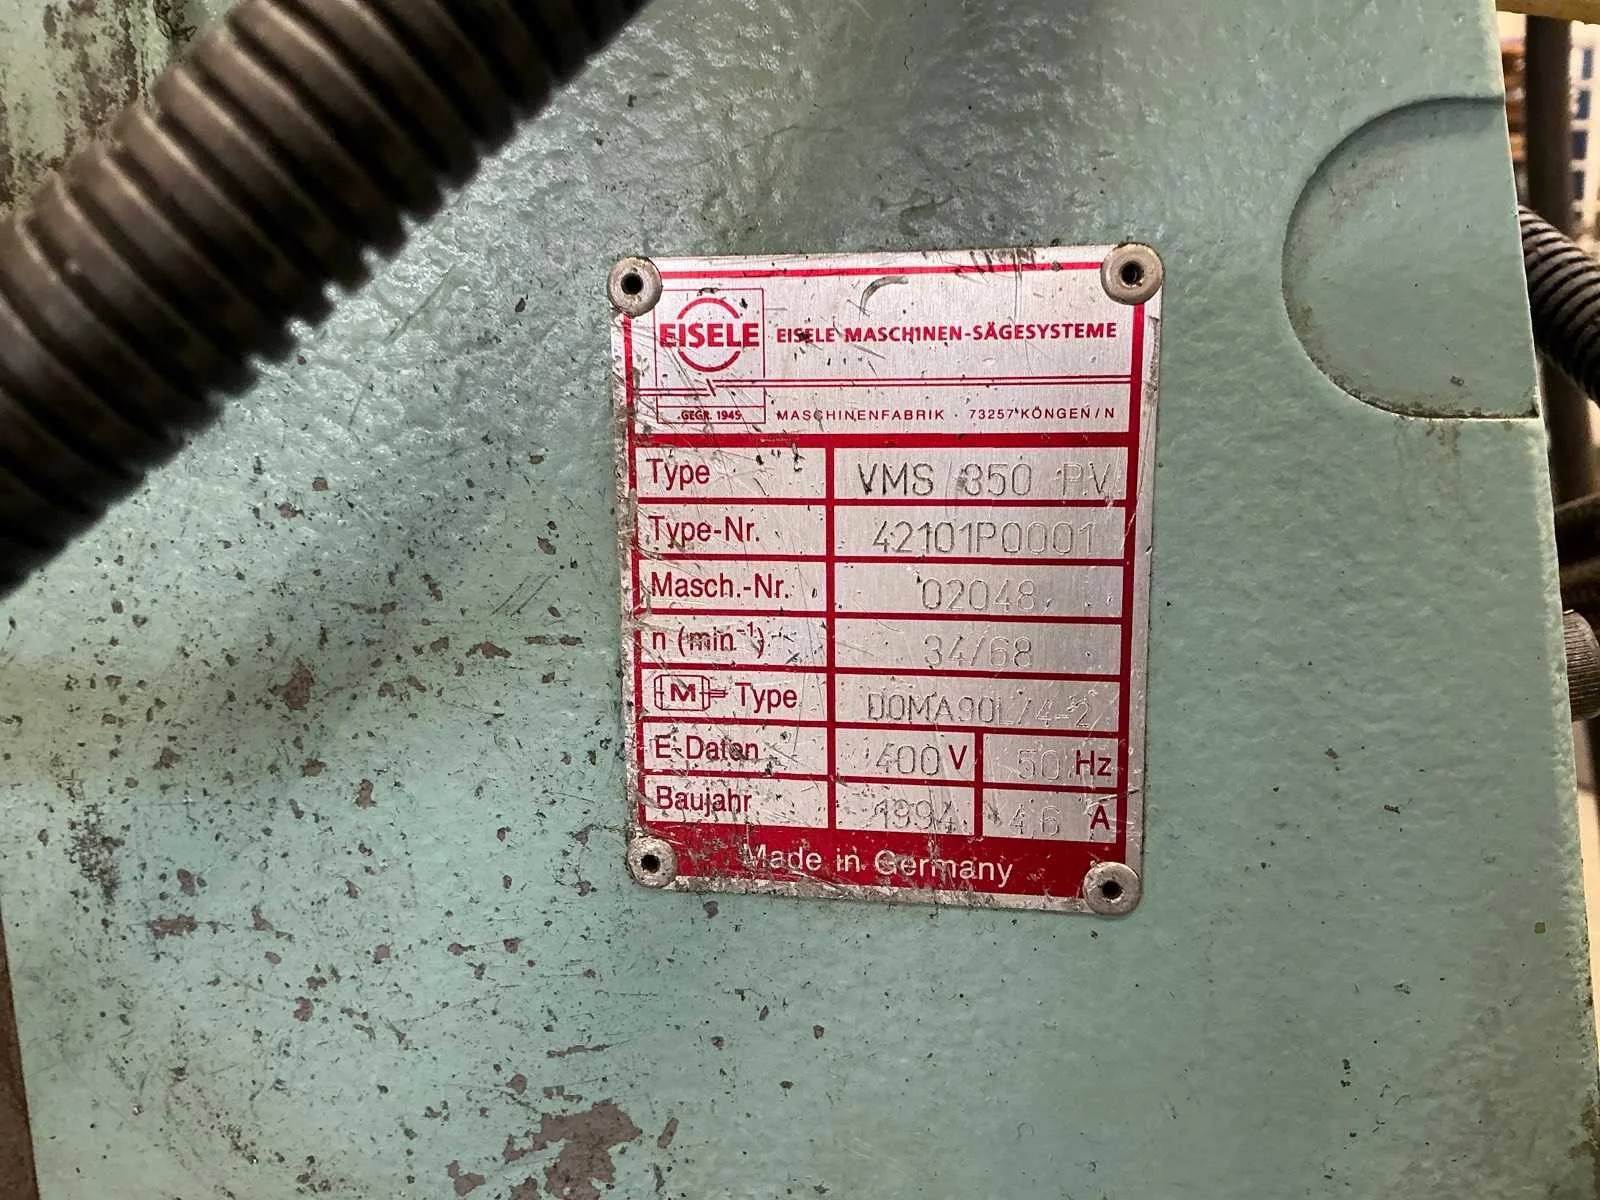 EISELE
EISELE MASCHINEN-SÄGESYSTEME
GEGR. 1945
MASCHINENFABRIK · 73257 KÖNGEN/N
Type VMS 350 PV
Type-Nr. 42101P0001
Masch.-Nr. 02048
n (min⁻¹) 34/68
M Type DOMA90L/4-2
E-Daten 400 V 50 Hz
Baujahr 1994 4,6 A
Made in Germany